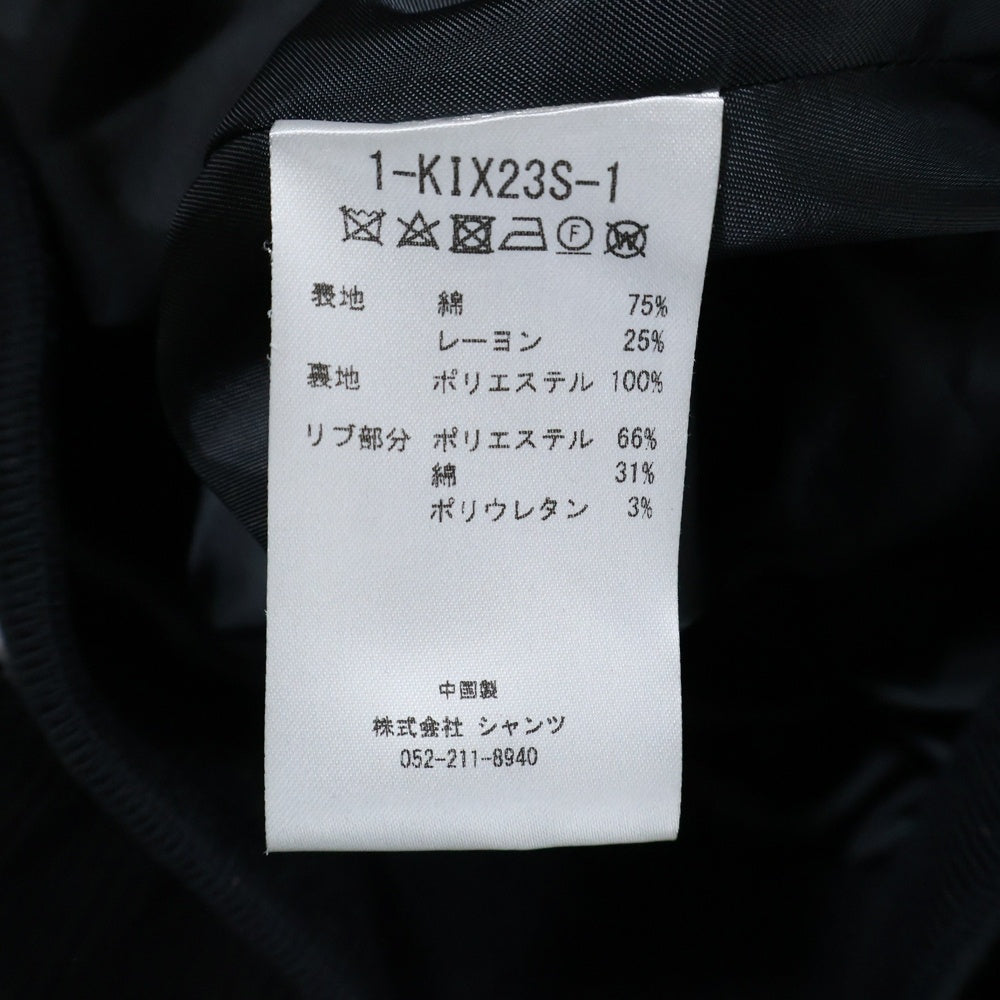 1-KIX23S-1
F W
表地 綿 75%
レーヨン 25%
裏地 ポリエステル 100%
リブ部分 ポリエステル 66%
綿 31%
ポリウレタン 3%
中国製
株式会社 シャンツ
052-211-8940